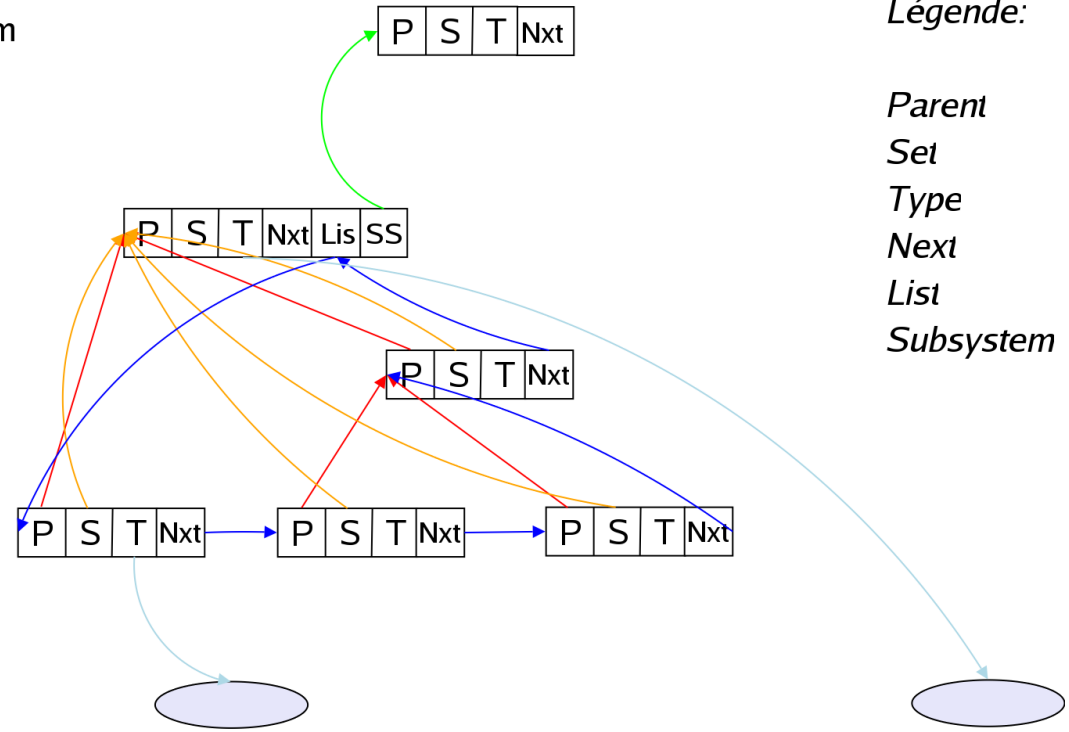 m
P S T Nxt
Légende:
Parent
Set
Type
Next
List
Subsystem
P S T Nxt Lis SS
P S T Nxt
P S T Nxt
P S T Nxt
P S T Nxt